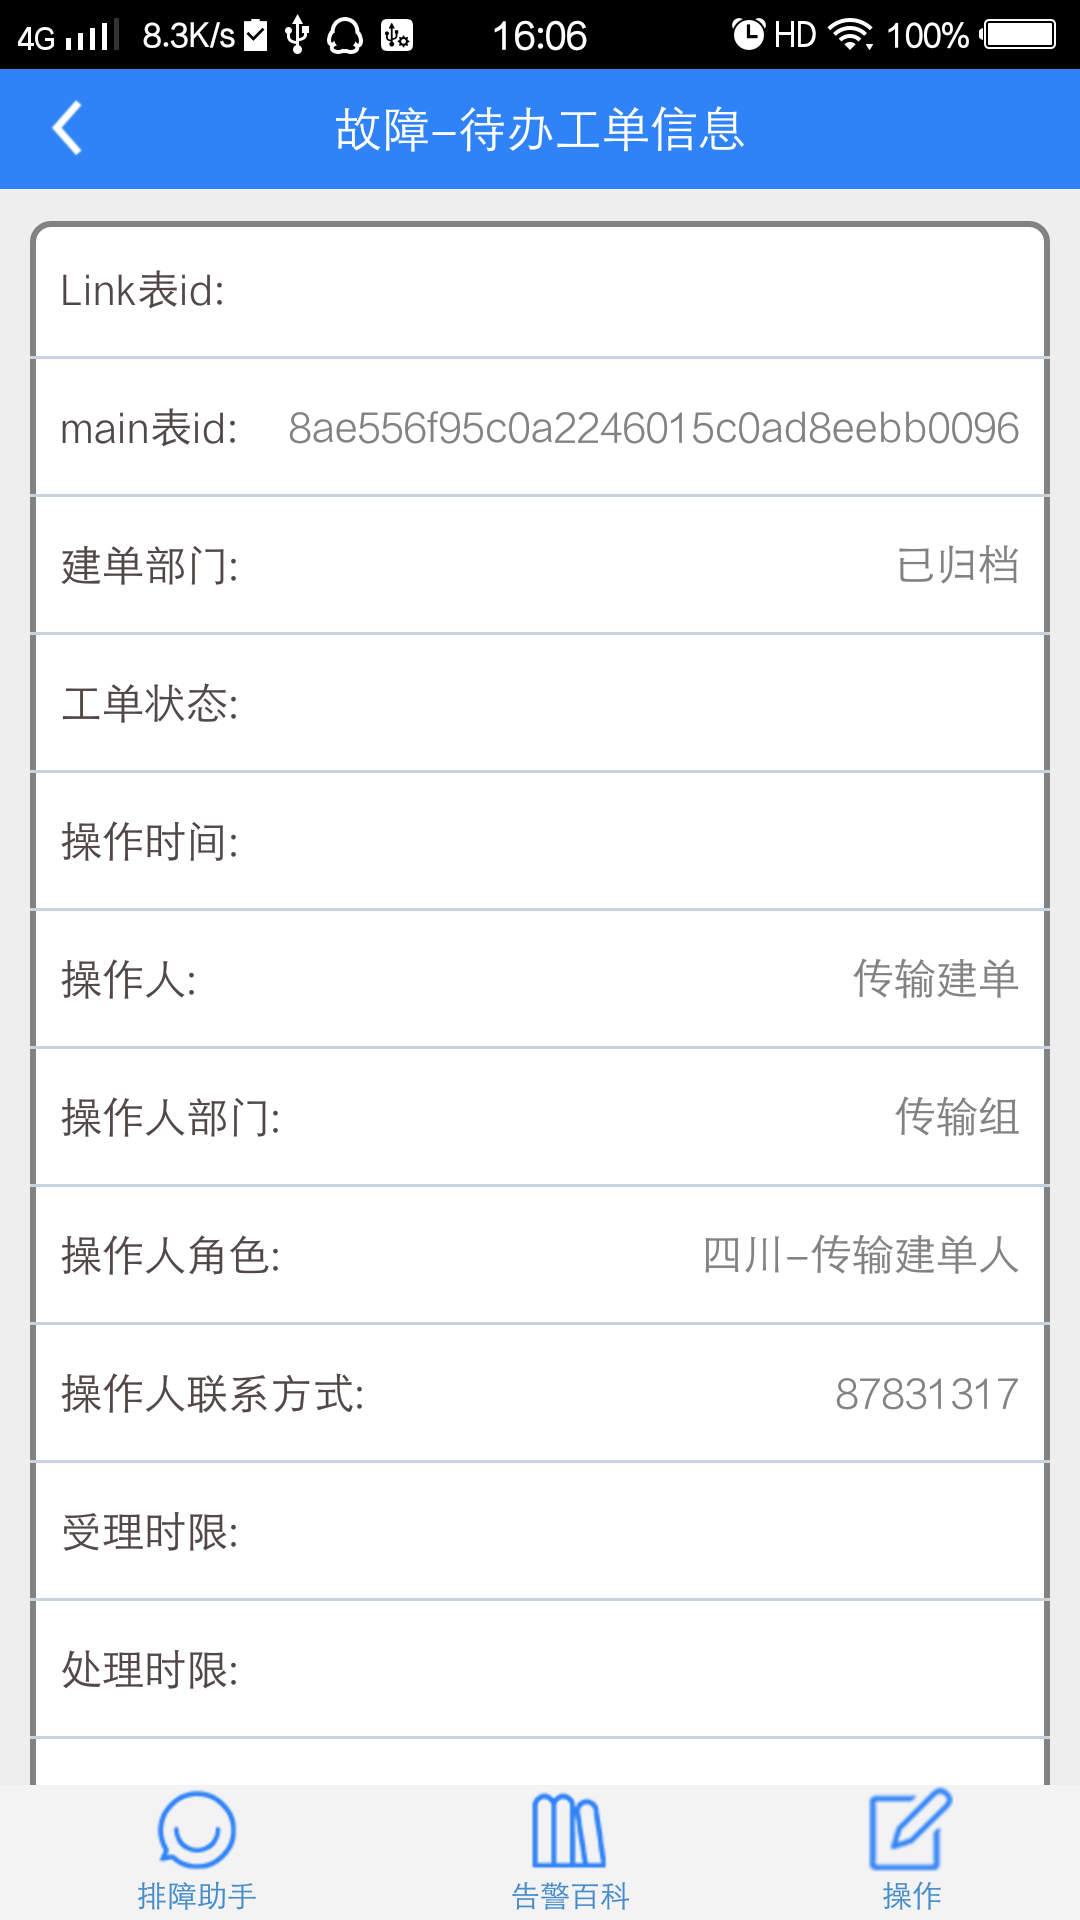 4G 8.3K/s 16:06 HD 100%
故障-待办工单信息
Link表id:
main表id: 8ae556f95c0a2246015c0ad8eebb0096
建单部门: 已归档
工单状态:
操作时间:
操作人: 传输建单
操作人部门: 传输组
操作人角色: 四川-传输建单人
操作人联系方式: 87831317
受理时限:
处理时限:
排障助手 告警百科 操作